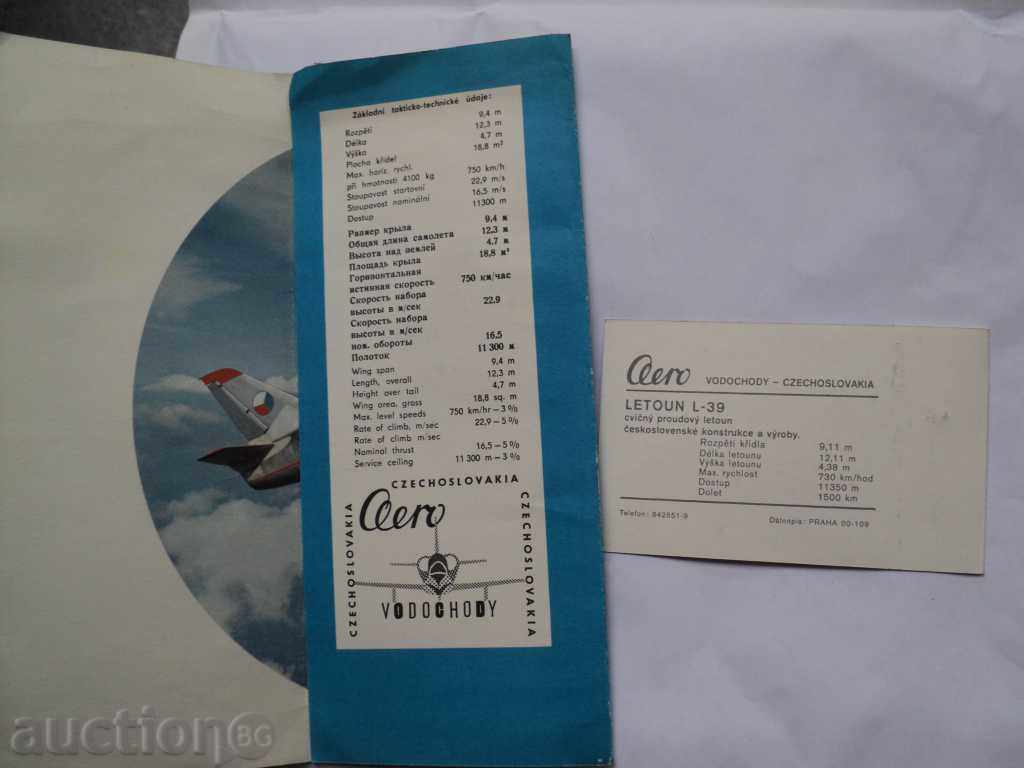 Základní takticko-technické údaje:
Rozpětí 9,4 m
Délka 12,3 m
Výška 4,7 m
Plocha křídel 18,8 m²
Max. horiz. rychl.
při hmotnosti 4100 kg 750 km/h
Stoupavost startovní 22,9 m/s
Stoupavost nominální 16,5 m/s
Dostup 11300 m
Размер крыла 9,4 м
Общая длина самолета 12,3 м
Высота над землей 4,7 м
Площадь крыла 18,8 м²
Горизонтальная
истивная скорость 750 км/час
Скорость набора
высоты в м/сек 22.9
Скорость набора
высоты в м/сек
ном. обороты 16.5
Полоток 11 300 м
Wing span 9,4 m
Length, overall 12,3 m
Height over tail 4,7 m
Wing area, gross 18,8 sq. m
Max. level speeds 750 km/hr–3%
Rate of climb, m/sec 22,9–5%
Rate of climb m/sec
Nominal thrust 16,5–5%
Service ceiling 11 300 m–3%
CZECHOSLOVAKIA
CZECHOSLOVAKIA
Aero
VODOCHODY
CZECHOSLOVAKIA
Aero VODOCHODY – CZECHOSLOVAKIA
LETOUN L-39
cvičný proudový letoun
československé konstrukce a výroby.
Rozpětí křídla 9,11 m
Délka letounu 12,11 m
Výška letounu 4,38 m
Max. rychlost 730 km/hod
Dostup 11350 m
Dolet 1500 km
Telefon: 842551-9 Dálnopis: PRAHA 00-109
auction BG